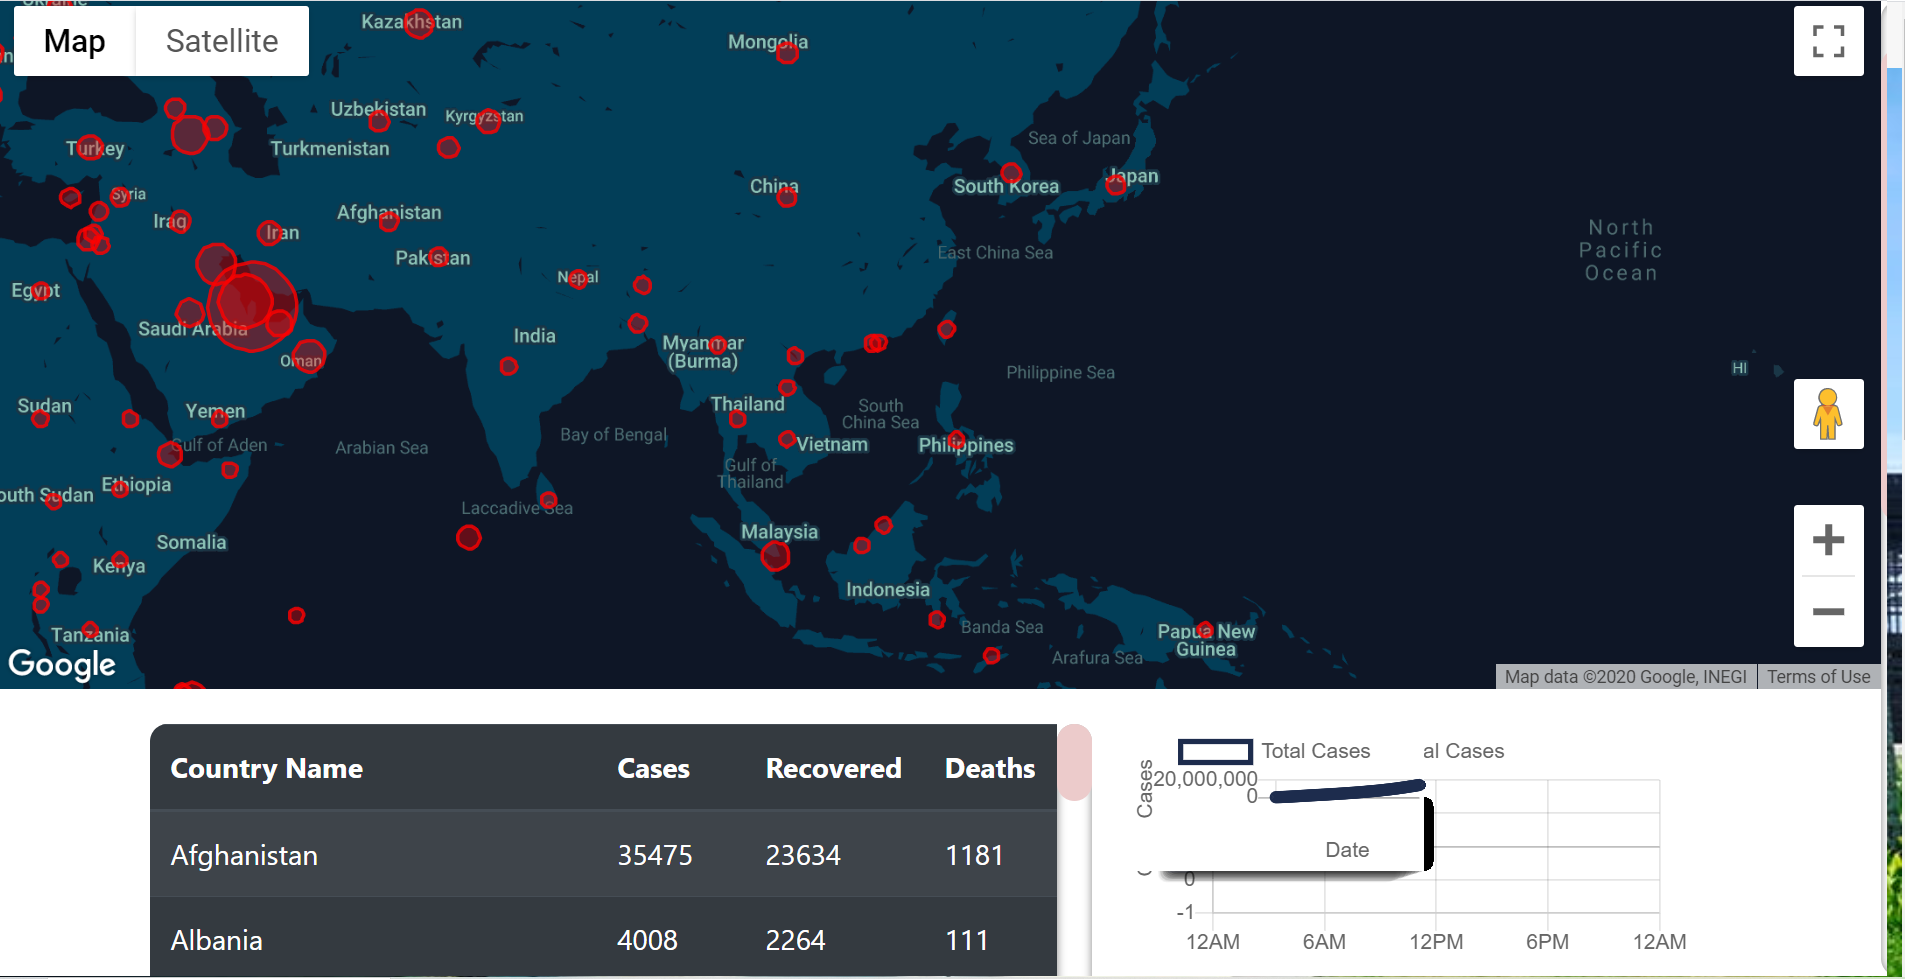 Ukraine
Map
Satellite
Kazakhstan
Mongolia
Uzbekistan
Kyrgyzstan
Turkey
Turkmenistan
Sea of Japan
Syria
China
South Korea
Japan
Iraq
Iran
Afghanistan
Pakistan
East China Sea
North
Pacific
Ocean
Egypt
Nepal
Saudi Arabia
India
Myanmar
(Burma)
Oman
Philippine Sea
HI
Sudan
Yemen
Thailand
South
China Sea
Gulf of Aden
Arabian Sea
Bay of Bengal
Vietnam
Philippines
Gulf of
Thailand
Ethiopia
outh Sudan
Laccadive Sea
Somalia
Malaysia
Kenya
Indonesia
Tanzania
Banda Sea
Papua New
Guinea
Arafura Sea
Google
Map data ©2020 Google, INEGI
Terms of Use
Country Name Cases Recovered Deaths
Afghanistan 35475 23634 1181
Albania 4008 2264 111
Total Cases
al Cases
Cases
20,000,000
0
Date
0
-1
12AM 6AM 12PM 6PM 12AM